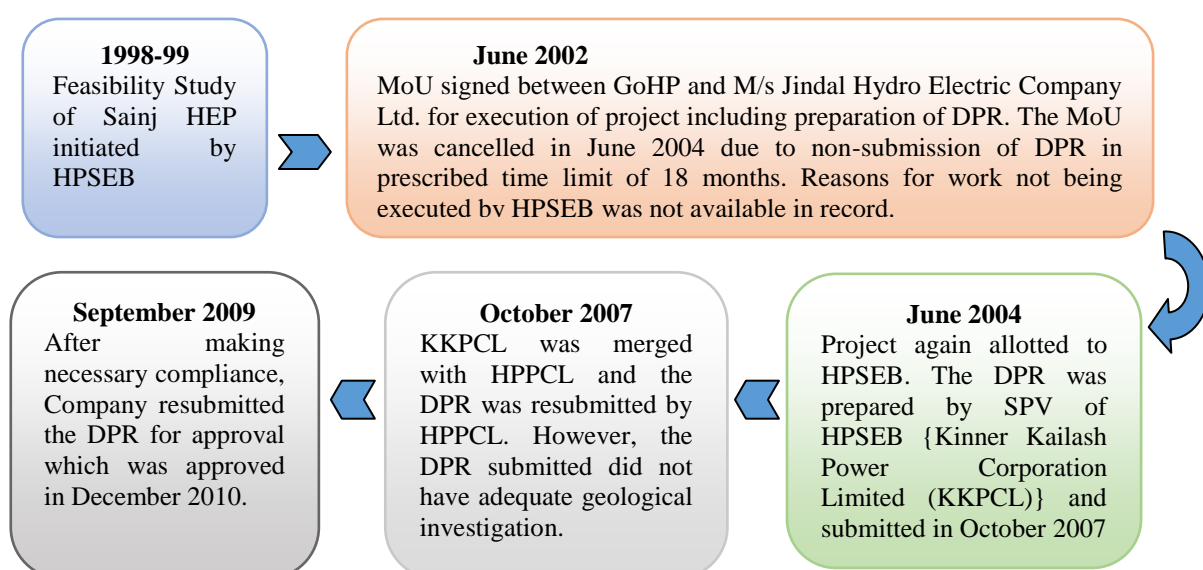 1998-99
Feasibility Study
of Sainj HEP
initiated by
HPSEB
June 2002
MoU signed between GoHP and M/s Jindal Hydro Electric Company
Ltd. for execution of project including preparation of DPR. The MoU
was cancelled in June 2004 due to non-submission of DPR in
prescribed time limit of 18 months. Reasons for work not being
executed by HPSEB was not available in record.
June 2004
Project again allotted to
HPSEB. The DPR was
prepared by SPV of
HPSEB {Kinner Kailash
Power Corporation
Limited (KKPCL)} and
submitted in October 2007
October 2007
KKPCL was merged
with HPPCL and the
DPR was resubmitted by
HPPCL. However, the
DPR submitted did not
have adequate geological
investigation.
September 2009
After making
necessary compliance,
Company resubmitted
the DPR for approval
which was approved
in December 2010.